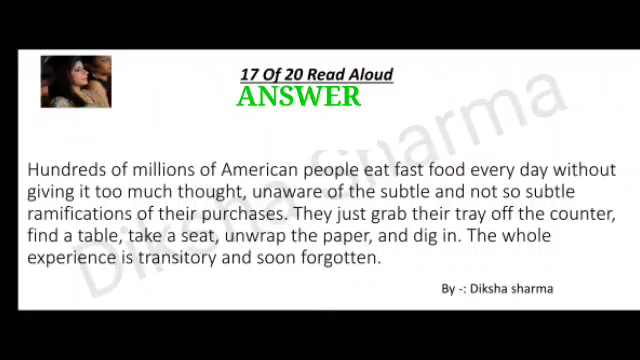 17 Of 20 Read Aloud
ANSWER
Hundreds of millions of American people eat fast food every day without
giving it too much thought, unaware of the subtle and not so subtle
ramifications of their purchases. They just grab their tray off the counter,
find a table, take a seat, unwrap the paper, and dig in. The whole
experience is transitory and soon forgotten.
By -: Diksha sharma
Diksha Sharma